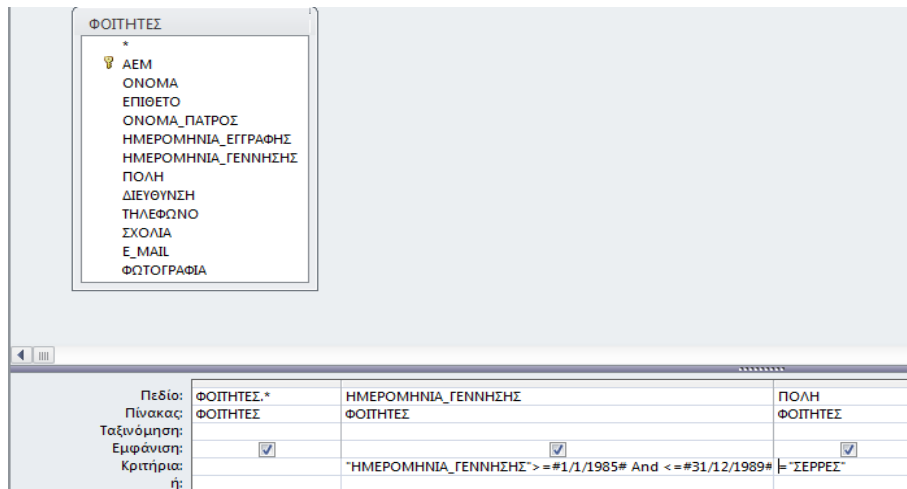 ΦΟΙΤΗΤΕΣ
*
ΑΕΜ
ΟΝΟΜΑ
ΕΠΙΘΕΤΟ
ΟΝΟΜΑ_ΠΑΤΡΟΣ
ΗΜΕΡΟΜΗΝΙΑ_ΕΓΓΡΑΦΗΣ
ΗΜΕΡΟΜΗΝΙΑ_ΓΕΝΝΗΣΗΣ
ΠΟΛΗ
ΔΙΕΥΘΥΝΣΗ
ΤΗΛΕΦΩΝΟ
ΣΧΟΛΙΑ
E_MAIL
ΦΩΤΟΓΡΑΦΙΑ
Πεδίο: ΦΟΙΤΗΤΕΣ.* ΗΜΕΡΟΜΗΝΙΑ_ΓΕΝΝΗΣΗΣ ΠΟΛΗ
Πίνακας: ΦΟΙΤΗΤΕΣ ΦΟΙΤΗΤΕΣ ΦΟΙΤΗΤΕΣ
Ταξινόμηση:
Εμφάνιση:
Κριτήρια: "ΗΜΕΡΟΜΗΝΙΑ_ΓΕΝΝΗΣΗΣ">=#1/1/1985# And <=#31/12/1989# ="ΣΕΡΡΕΣ"
ή: